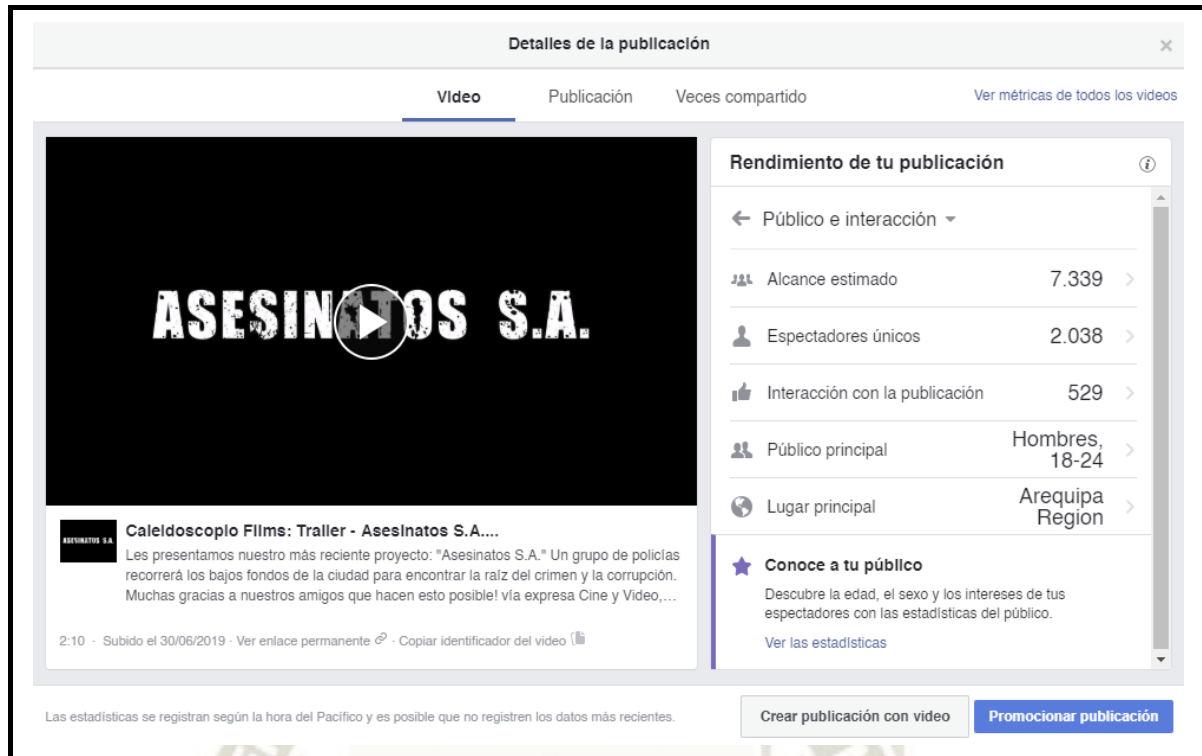 Detalles de la publicación
Video
Publicación
Veces compartido
Ver métricas de todos los videos
ASESINATOS S.A.
Rendimiento de tu publicación
Público e interacción
Alcance estimado
7.339
Espectadores únicos
2.038
Interacción con la publicación
529
Público principal
Hombres,
18-24
Lugar principal
Arequipa
Region
ASESINATOS S.A.
Caleidoscopio Films: Trailer - Asesinatos S.A....
Les presentamos nuestro más reciente proyecto: "Asesinatos S.A." Un grupo de policías
recorrerá los bajos fondos de la ciudad para encontrar la raíz del crimen y la corrupción.
Muchas gracias a nuestros amigos que hacen esto posible! vía expresa Cine y Video,...
2:10 · Subido el 30/06/2019 · Ver enlace permanente · Copiar identificador del video
Conoce a tu público
Descubre la edad, el sexo y los intereses de tus
espectadores con las estadísticas del público.
Ver las estadísticas
Las estadísticas se registran según la hora del Pacífico y es posible que no registren los datos más recientes.
Crear publicación con video
Promocionar publicación